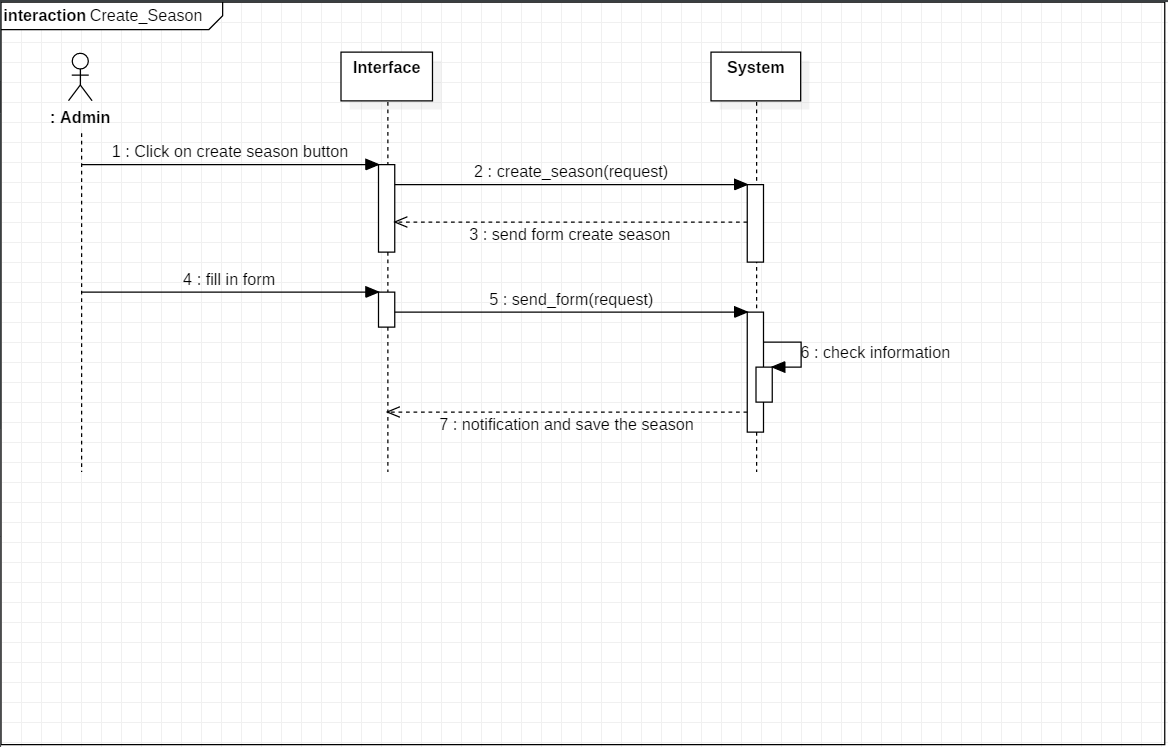 interaction Create_Season
Interface
System
: Admin
1 : Click on create season button
2 : create_season(request)
3 : send form create season
4 : fill in form
5 : send_form(request)
6 : check information
7 : notification and save the season